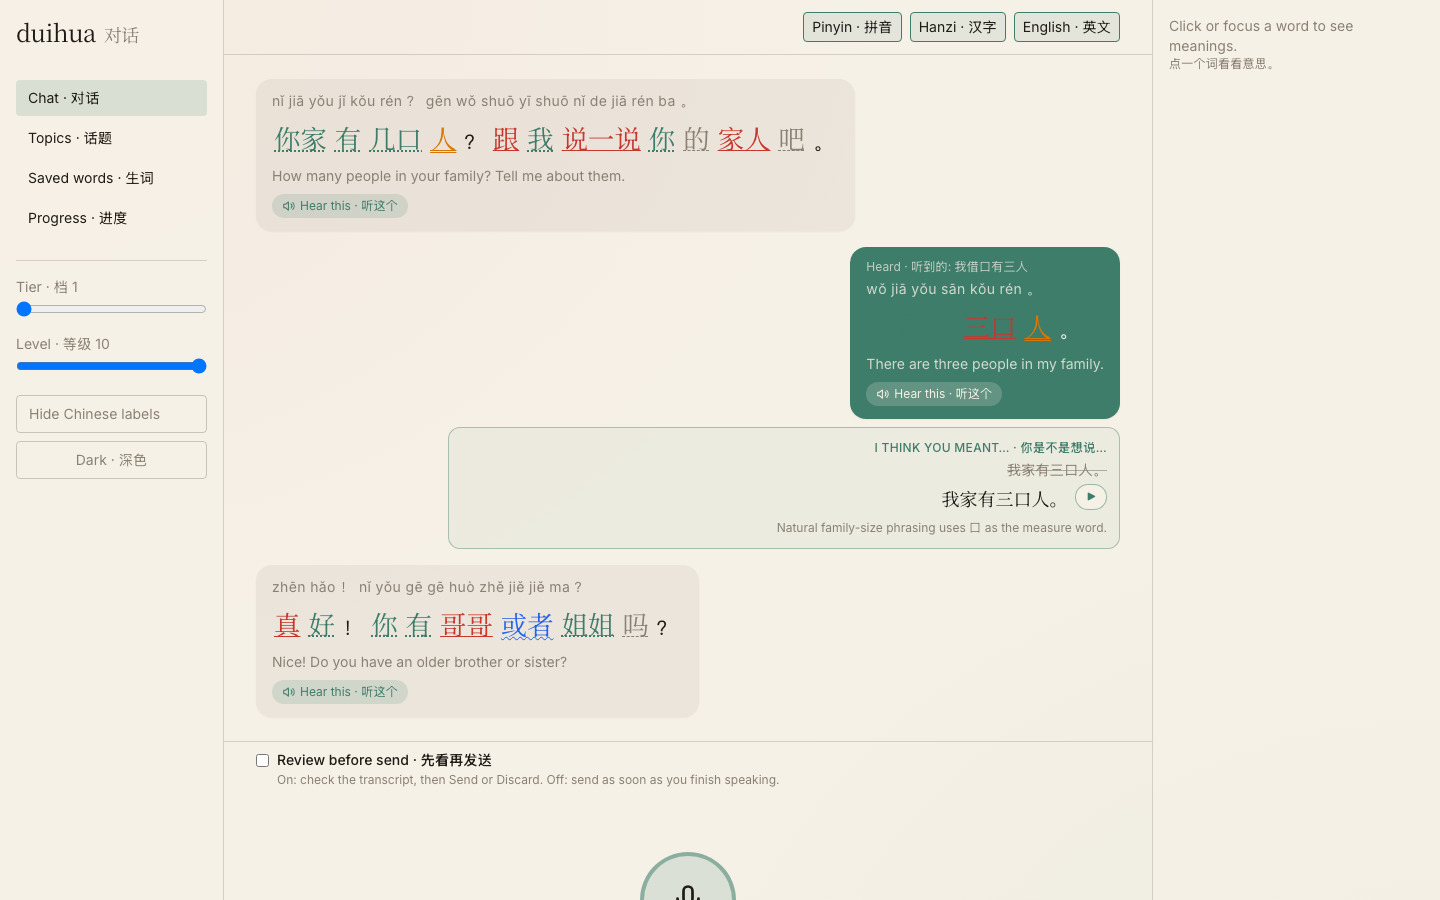 duihua 对话
Chat · 对话
Topics · 话题
Saved words · 生词
Progress · 进度
Tier · 档 1
Level · 等级 10
Hide Chinese labels
Dark · 深色
Pinyin · 拼音
Hanzi · 汉字
English · 英文
nǐ jiā yǒu jǐ kǒu rén ? gēn wǒ shuō yī shuō nǐ de jiā rén ba 。
你家 有 几口 人 ? 跟 我 说一说 你 的 家人 吧 。
How many people in your family? Tell me about them.
Hear this · 听这个
Heard · 听到的: 我借口有三人
wǒ jiā yǒu sān kǒu rén 。
三口 人 。
There are three people in my family.
Hear this · 听这个
I THINK YOU MEANT... · 你是不是想说...
我家有三口人。
我家有三口人。
Natural family-size phrasing uses 口 as the measure word.
zhēn hǎo ! nǐ yǒu gē gē huò zhě jiě jiě ma ?
真 好 ! 你 有 哥哥 或者 姐姐 吗 ?
Nice! Do you have an older brother or sister?
Hear this · 听这个
Review before send · 先看再发送
On: check the transcript, then Send or Discard. Off: send as soon as you finish speaking.
Click or focus a word to see
meanings.
点一个词看看意思。